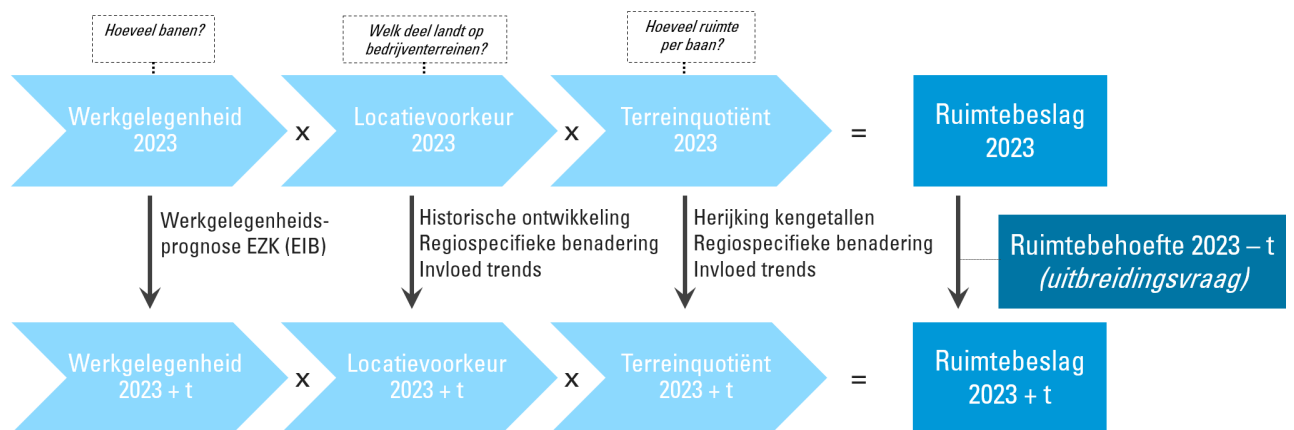 Hoeveel banen?
Welk deel landt op
bedrijventerreinen?
Hoeveel ruimte
per baan?
Werkgelegenheid
2023
x
Locatievoorkeur
2023
x
Terreinquotiënt
2023
=
Ruimtebeslag
2023
Werkgelegenheids-
prognose EZK (EIB)
Historische ontwikkeling
Regiospecifieke benadering
Invloed trends
Herijking kengetallen
Regiospecifieke benadering
Invloed trends
Ruimtebehoefte 2023 – t
(uitbreidingsvraag)
Werkgelegenheid
2023 + t
x
Locatievoorkeur
2023 + t
x
Terreinquotiënt
2023 + t
=
Ruimtebeslag
2023 + t